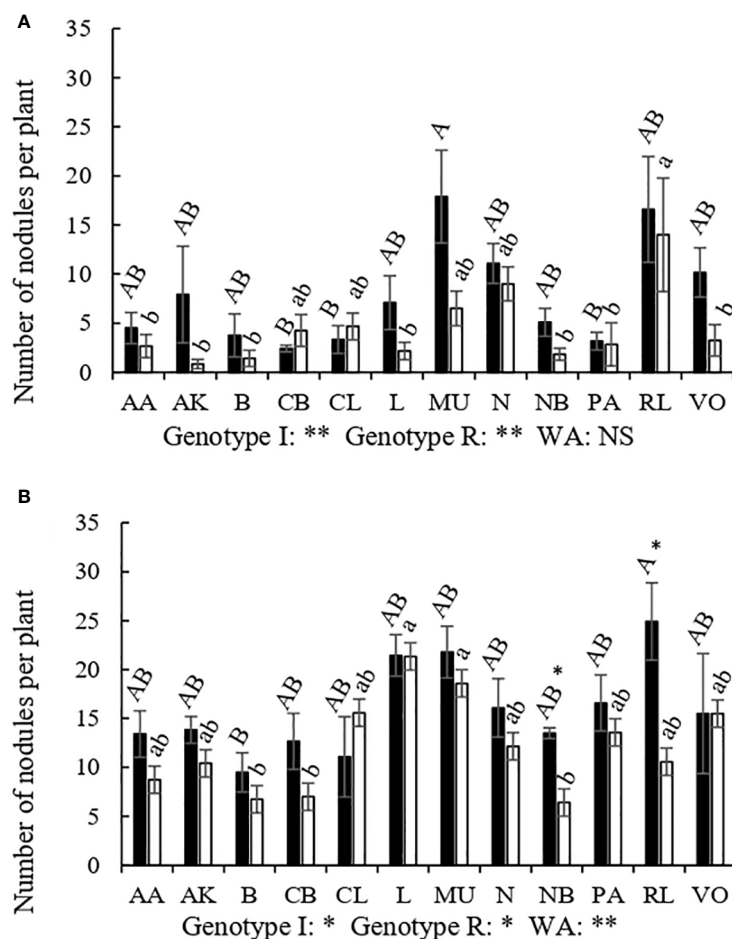 A
Number of nodules per plant
35
30
25
20
15
10
5
0
AB b AB b AB b B ab B ab AB b A ab AB ab AB b B b AB a AB b
AA AK B CB CL L MU N NB PA RL VO
Genotype I: ** Genotype R: ** WA: NS
B
Number of nodules per plant
35
30
25
20
15
10
5
0
AB ab AB ab B b AB b AB ab AB a AB a AB ab AB * b AB ab A * ab AB ab
AA AK B CB CL L MU N NB PA RL VO
Genotype I: * Genotype R: * WA: **